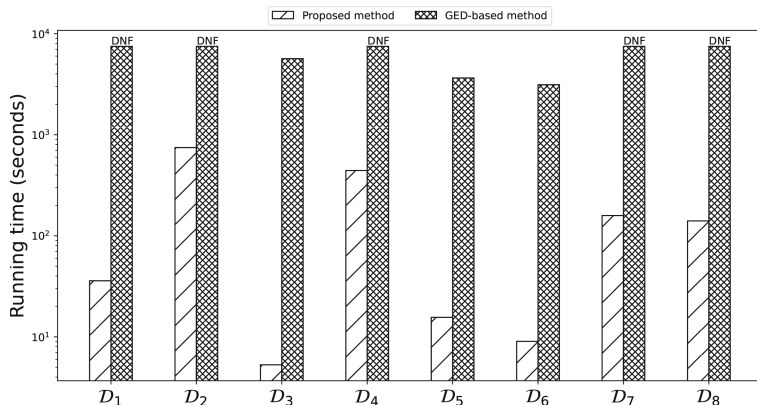 Proposed method GED-based method
Running time (seconds)
10⁴
10³
10²
10¹
DNF DNF DNF DNF DNF
𝒟₁ 𝒟₂ 𝒟₃ 𝒟₄ 𝒟₅ 𝒟₆ 𝒟₇ 𝒟₈